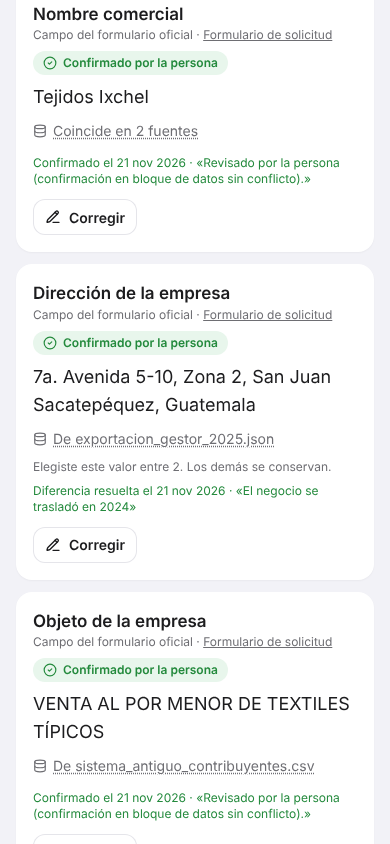 Nombre comercial
Campo del formulario oficial · Formulario de solicitud
Confirmado por la persona
Tejidos Ixchel
Coincide en 2 fuentes
Confirmado el 21 nov 2026 · «Revisado por la persona
(confirmación en bloque de datos sin conflicto).»
Corregir
Dirección de la empresa
Campo del formulario oficial · Formulario de solicitud
Confirmado por la persona
7a. Avenida 5-10, Zona 2, San Juan
Sacatepéquez, Guatemala
De exportacion_gestor_2025.json
Elegiste este valor entre 2. Los demás se conservan.
Diferencia resuelta el 21 nov 2026 · «El negocio se
trasladó en 2024»
Corregir
Objeto de la empresa
Campo del formulario oficial · Formulario de solicitud
Confirmado por la persona
VENTA AL POR MENOR DE TEXTILES
TÍPICOS
De sistema_antiguo_contribuyentes.csv
Confirmado el 21 nov 2026 · «Revisado por la persona
(confirmación en bloque de datos sin conflicto).»